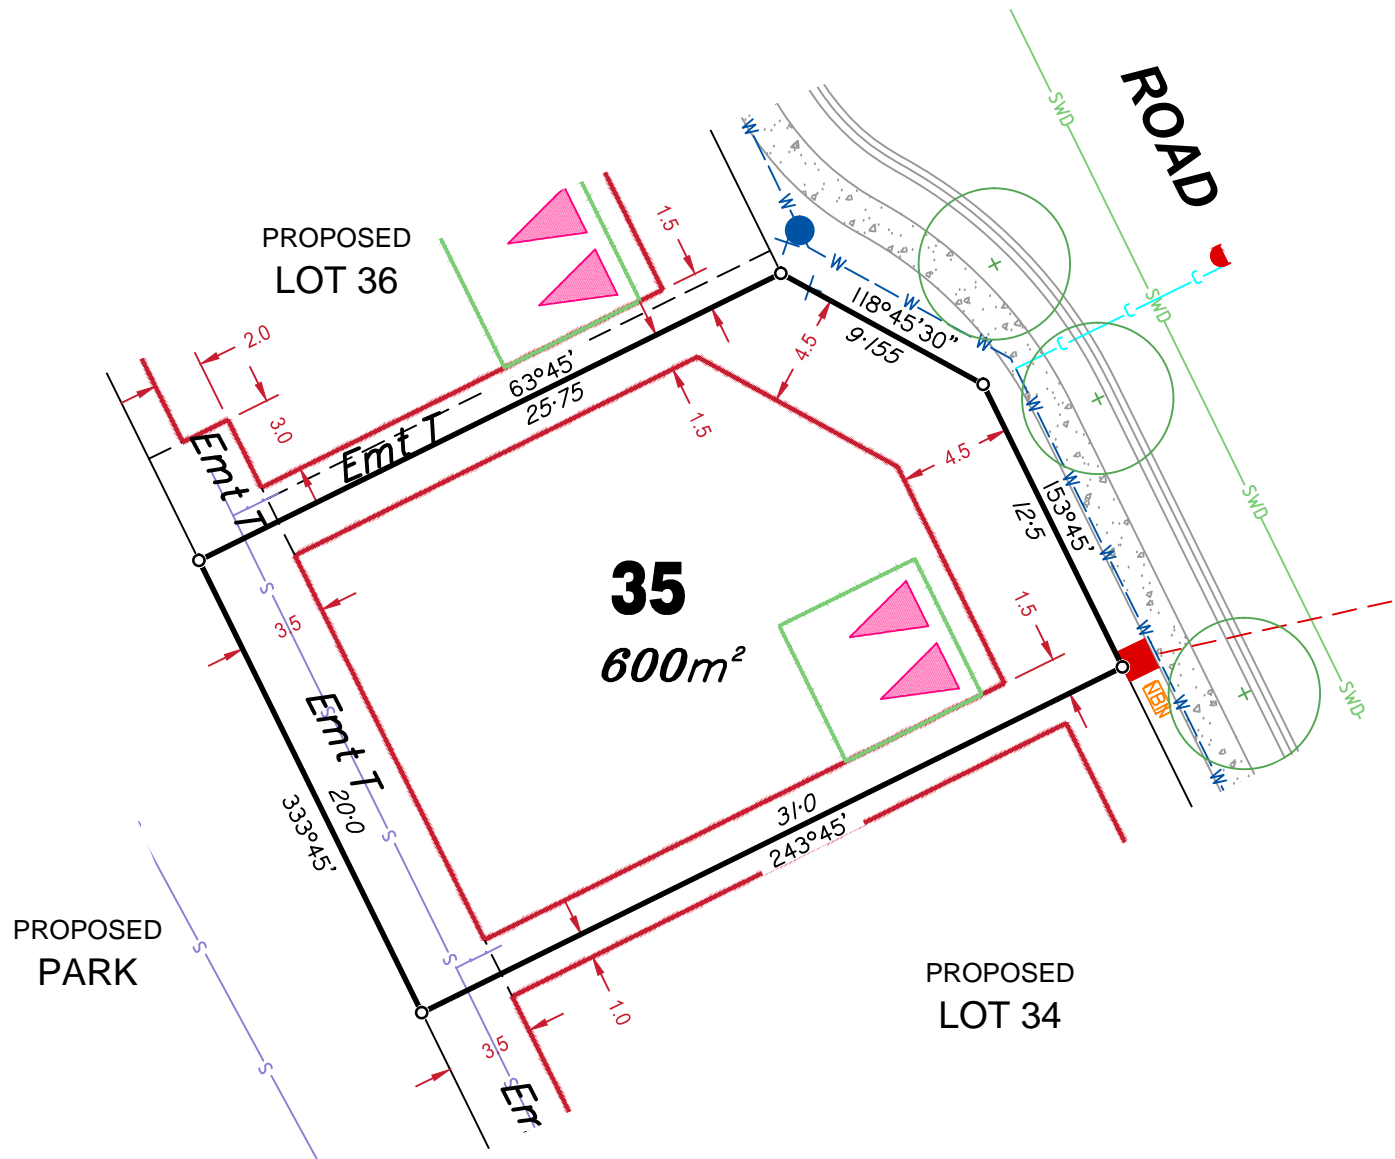 ROAD
SWD
W
PROPOSED
LOT 36
1.5
W
W
118°45'30"
9·155
W
W
C
C
SWD
2.0
3.0
63°45'
25·75
4.5
1.5
Emt T
Emt T
4.5
W
W
153°45'
12·5
W
SWD
S
3.5
35
600m²
1.5
W
NBN
W
SWD
W
Emt T
S
S
20·0
333°45'
31·0
243°45'
PROPOSED
PARK
S
S
S
PROPOSED
LOT 34
1.0
3.5
S
Em